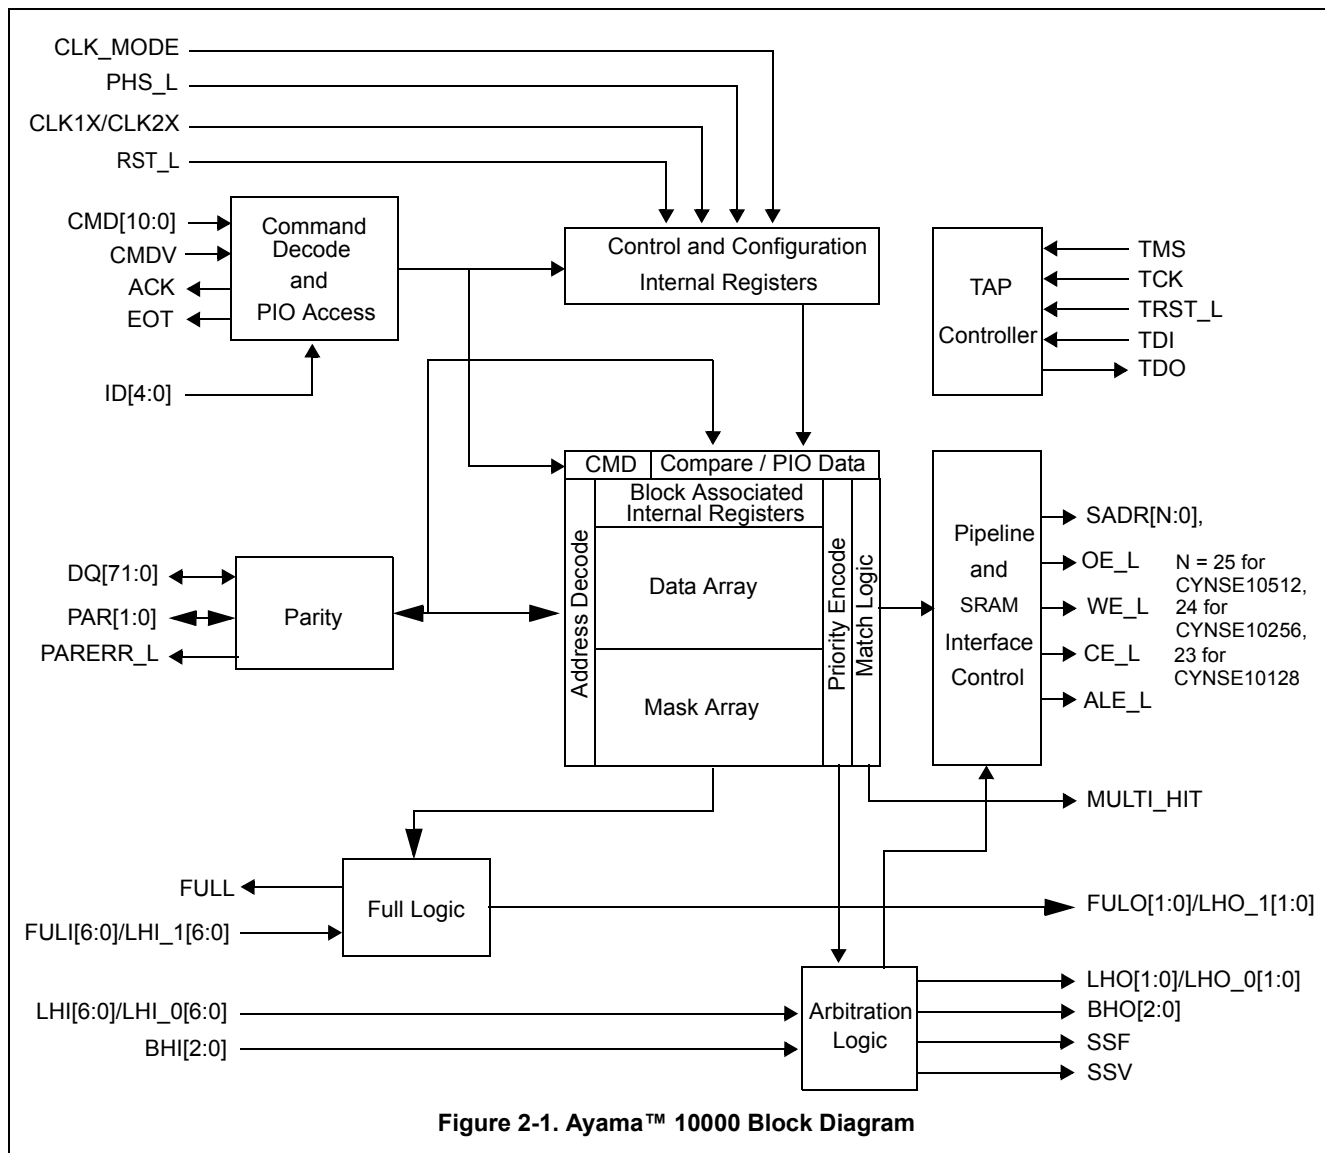 CLK_MODE
PHS_L
CLK1X/CLK2X
RST_L
CMD[10:0]
CMDV
ACK
EOT
ID[4:0]
Command
Decode
and
PIO Access
Control and Configuration
Internal Registers
TAP
Controller
TMS
TCK
TRST_L
TDI
TDO
CMD
Compare / PIO Data
Block Associated
Internal Registers
Address Decode
Data Array
Mask Array
Priority Encode
Match Logic
DQ[71:0]
PAR[1:0]
PARERR_L
Parity
Pipeline
and
SRAM
Interface
Control
SADR[N:0],
OE_L
WE_L
CE_L
ALE_L
N = 25 for
CYNSE10512,
24 for
CYNSE10256,
23 for
CYNSE10128
MULTI_HIT
FULL
FULI[6:0]/LHI_1[6:0]
Full Logic
FULO[1:0]/LHO_1[1:0]
LHI[6:0]/LHI_0[6:0]
BHI[2:0]
Arbitration
Logic
LHO[1:0]/LHO_0[1:0]
BHO[2:0]
SSF
SSV
Figure 2-1. Ayama™ 10000 Block Diagram